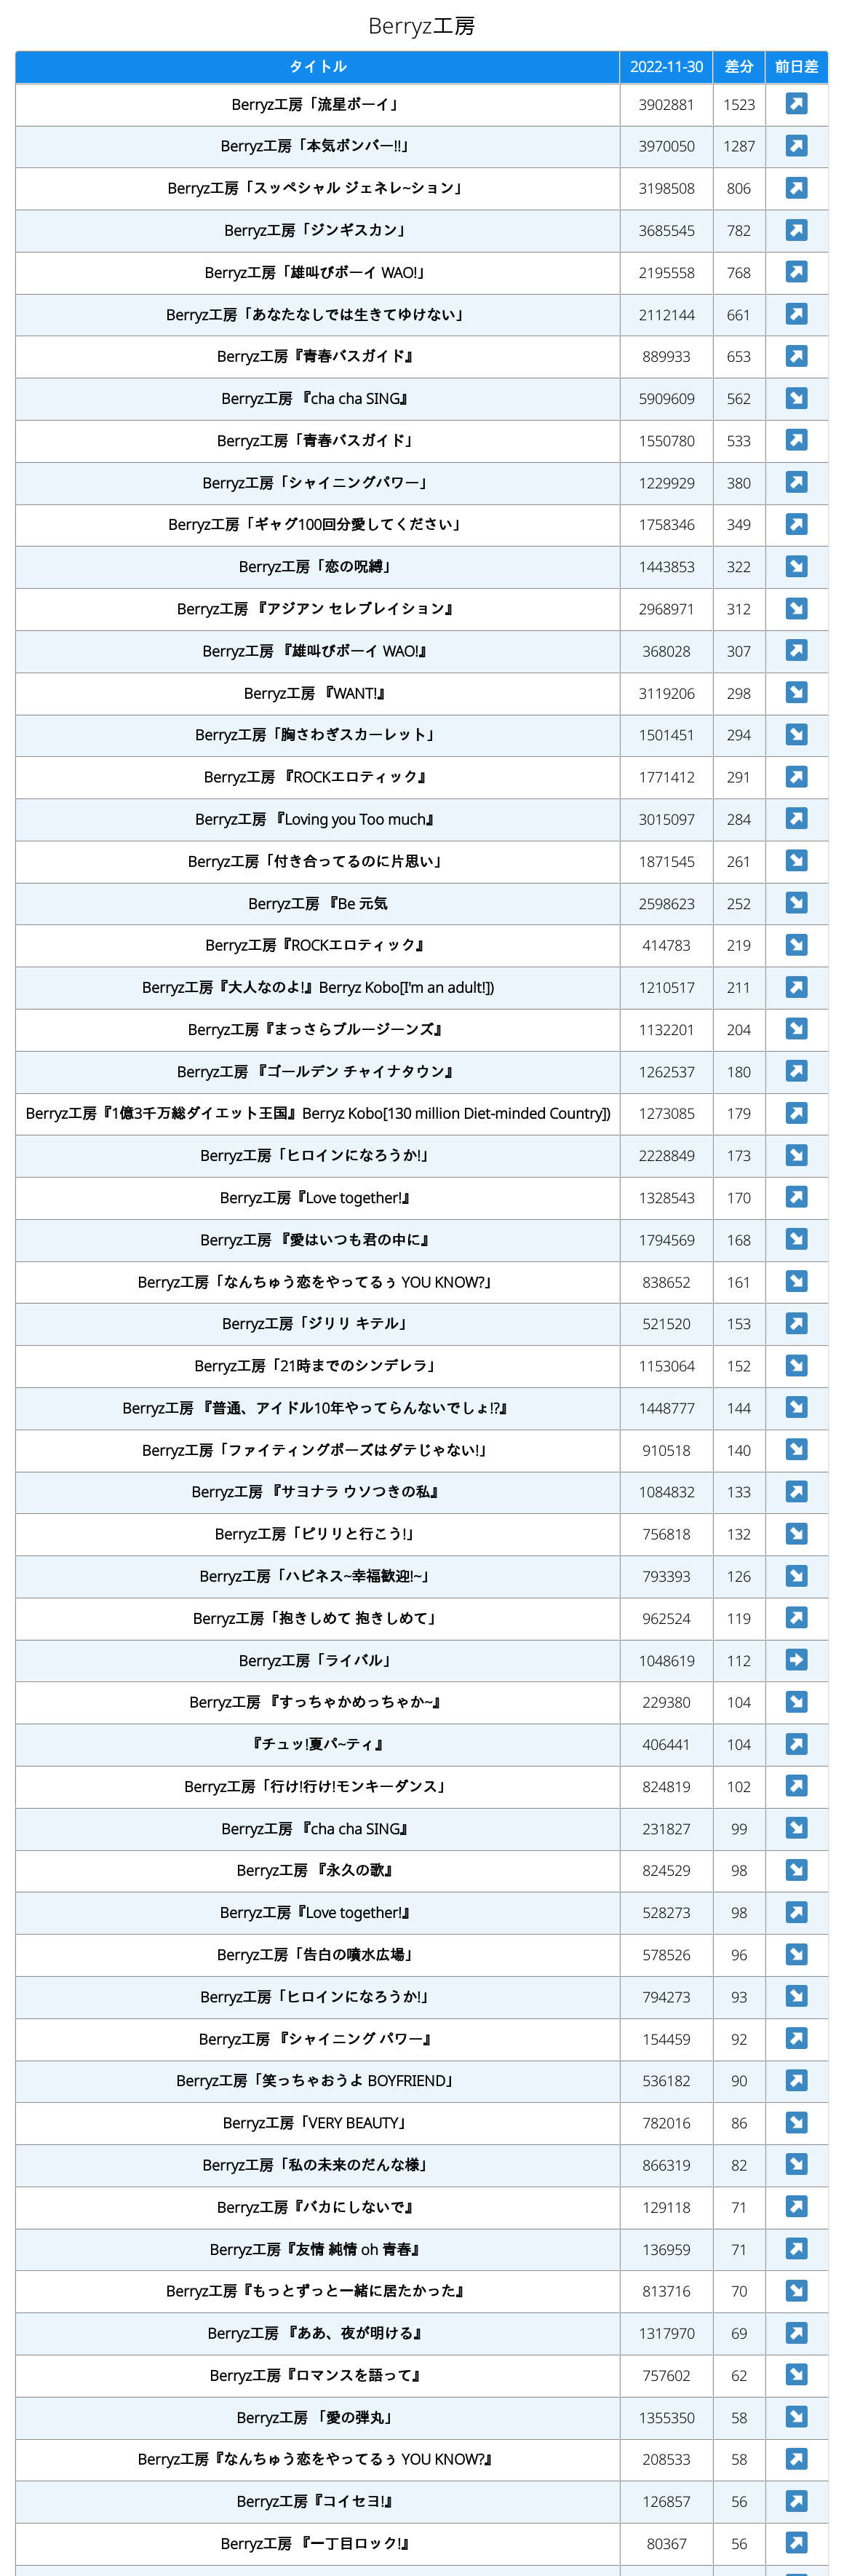 Berryz工房
タイトル 2022-11-30 差分 前日差
Berryz工房「流星ボーイ」 3902881 1523 ↗
Berryz工房「本気ボンバー!!」 3970050 1287 ↗
Berryz工房「スッペシャル ジェネレ~ション」 3198508 806 ↗
Berryz工房「ジンギスカン」 3685545 782 ↗
Berryz工房「雄叫びボーイ WAO!」 2195558 768 ↗
Berryz工房「あなたなしでは生きてゆけない」 2112144 661 ↗
Berryz工房『青春バスガイド』 889933 653 ↗
Berryz工房 『cha cha SING』 5909609 562 ↘
Berryz工房「青春バスガイド」 1550780 533 ↗
Berryz工房「シャイニングパワー」 1229929 380 ↗
Berryz工房「ギャグ100回分愛してください」 1758346 349 ↗
Berryz工房「恋の呪縛」 1443853 322 ↘
Berryz工房 『アジアン セレブレイション』 2968971 312 ↘
Berryz工房 『雄叫びボーイ WAO!』 368028 307 ↗
Berryz工房 『WANT!』 3119206 298 ↘
Berryz工房「胸さわぎスカーレット」 1501451 294 ↘
Berryz工房 『ROCKエロティック』 1771412 291 ↗
Berryz工房 『Loving you Too much』 3015097 284 ↗
Berryz工房「付き合ってるのに片思い」 1871545 261 ↘
Berryz工房 『Be 元気 2598623 252 ↘
Berryz工房『ROCKエロティック』 414783 219 ↘
Berryz工房『大人なのよ!』Berryz Kobo[I'm an adult!]) 1210517 211 ↗
Berryz工房『まっさらブルージーンズ』 1132201 204 ↘
Berryz工房 『ゴールデン チャイナタウン』 1262537 180 ↗
Berryz工房『1億3千万総ダイエット王国』Berryz Kobo[130 million Diet-minded Country]) 1273085 179 ↗
Berryz工房「ヒロインになろうか!」 2228849 173 ↘
Berryz工房『Love together!』 1328543 170 ↗
Berryz工房 『愛はいつも君の中に』 1794569 168 ↘
Berryz工房「なんちゅう恋をやってるぅ YOU KNOW?」 838652 161 ↘
Berryz工房「ジリリ キテル」 521520 153 ↗
Berryz工房「21時までのシンデレラ」 1153064 152 ↘
Berryz工房 『普通、アイドル10年やってらんないでしょ!?』 1448777 144 ↘
Berryz工房「ファイティングポーズはダテじゃない!」 910518 140 ↘
Berryz工房 『サヨナラ ウソつきの私』 1084832 133 ↗
Berryz工房「ピリリと行こう!」 756818 132 ↘
Berryz工房「ハピネス~幸福歓迎!~」 793393 126 ↘
Berryz工房「抱きしめて 抱きしめて」 962524 119 ↗
Berryz工房「ライバル」 1048619 112 ➡
Berryz工房 『すっちゃかめっちゃか~』 229380 104 ↘
『チュッ!夏パ~ティ』 406441 104 ↗
Berryz工房「行け!行け!モンキーダンス」 824819 102 ↗
Berryz工房 『cha cha SING』 231827 99 ↘
Berryz工房 『永久の歌』 824529 98 ↘
Berryz工房『Love together!』 528273 98 ↗
Berryz工房「告白の噴水広場」 578526 96 ↘
Berryz工房「ヒロインになろうか!」 794273 93 ↘
Berryz工房 『シャイニング パワー』 154459 92 ↗
Berryz工房「笑っちゃおうよ BOYFRIEND」 536182 90 ↗
Berryz工房「VERY BEAUTY」 782016 86 ↘
Berryz工房「私の未来のだんな様」 866319 82 ↘
Berryz工房『バカにしないで』 129118 71 ↗
Berryz工房『友情 純情 oh 青春』 136959 71 ↗
Berryz工房『もっとずっと一緒に居たかった』 813716 70 ↘
Berryz工房 『ああ、夜が明ける』 1317970 69 ↗
Berryz工房『ロマンスを語って』 757602 62 ↘
Berryz工房 「愛の弾丸」 1355350 58 ↘
Berryz工房『なんちゅう恋をやってるぅ YOU KNOW?』 208533 58 ↗
Berryz工房『コイセヨ!』 126857 56 ↗
Berryz工房 『一丁目ロック!』 80367 56 ↗